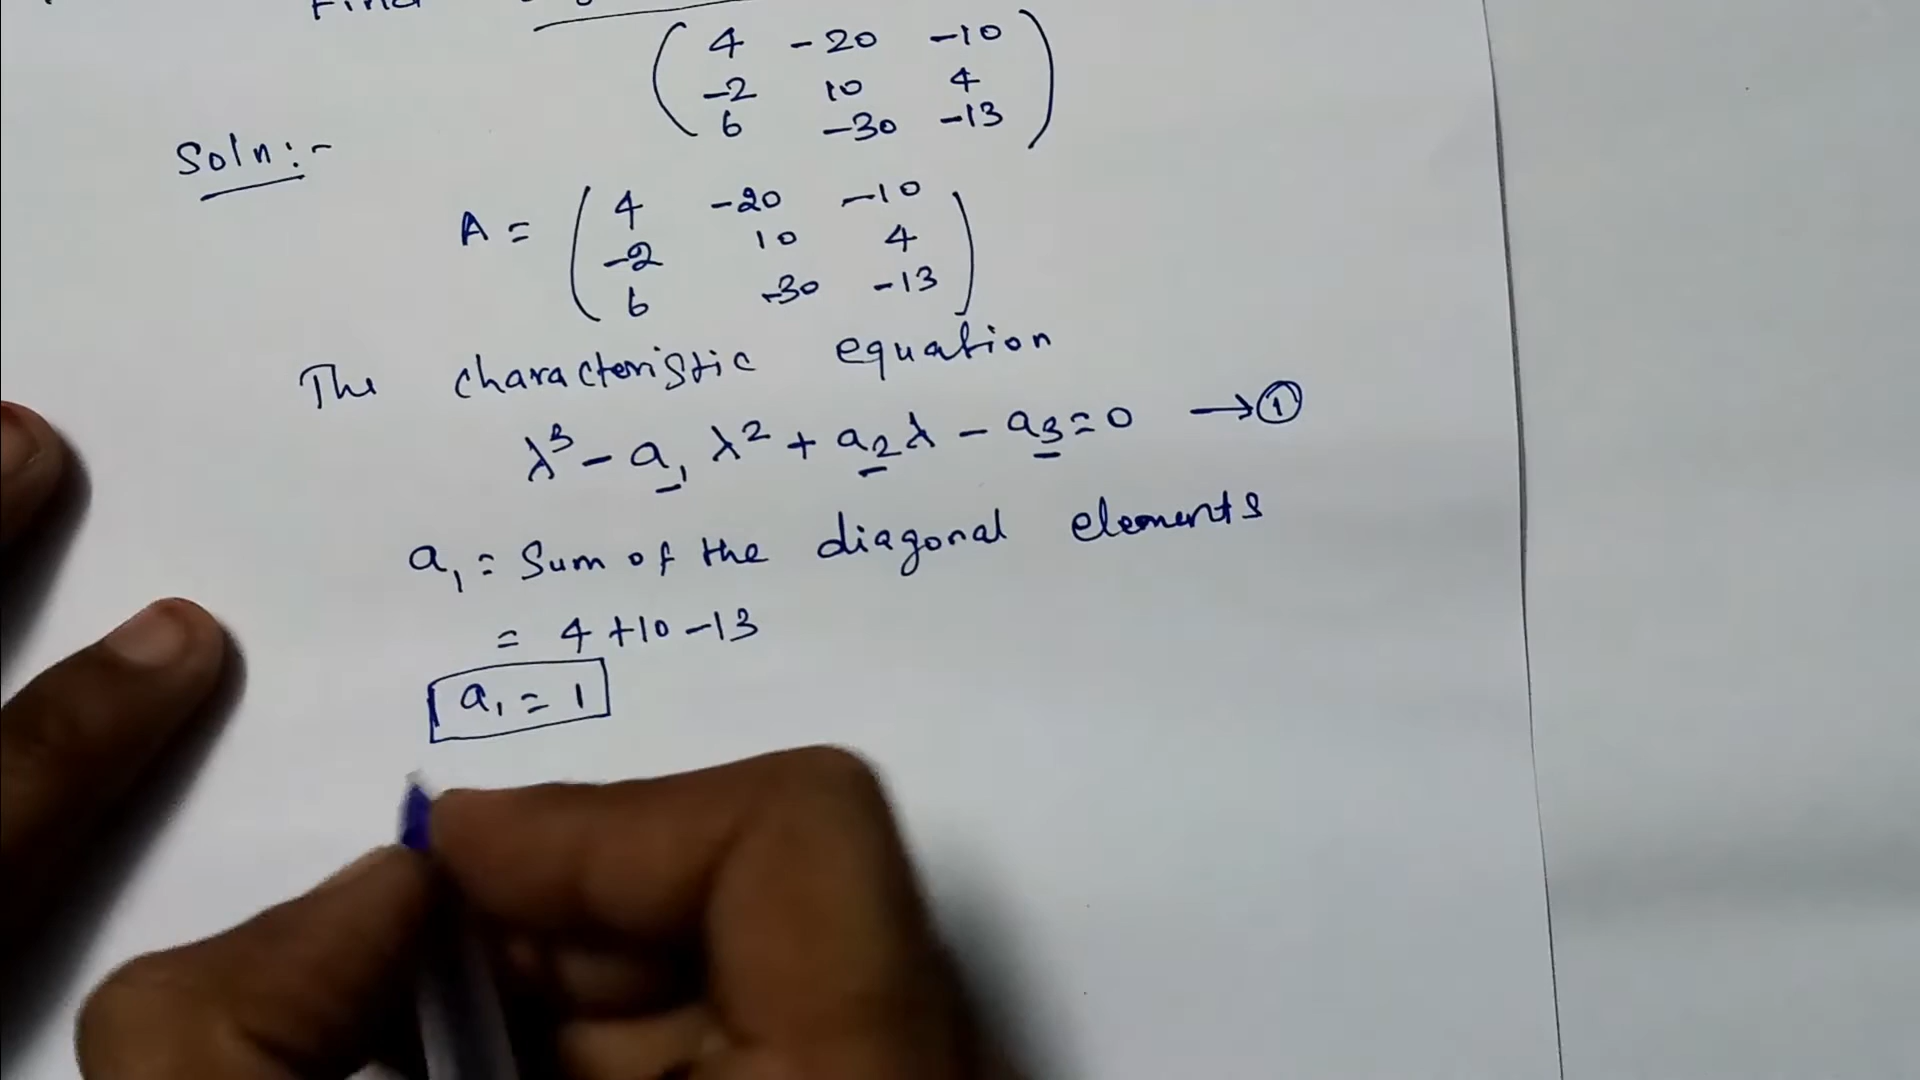 Find
( 4 -20 -10
-2 10 4
6 -30 -13 )
Soln:-
A = ( 4 -20 -10
-2 10 4
6 -30 -13 )
The characteristic equation
λ³ - a₁ λ² + a₂ λ - a₃ = 0 → ①
a₁ = Sum of the diagonal elements
= 4 + 10 - 13
a₁ = 1